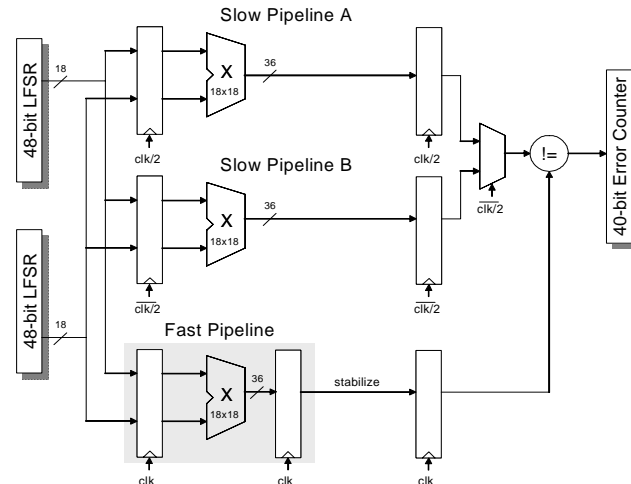 Slow Pipeline A
48-bit LFSR
18
X
18x18
36
clk/2
clk/2
Slow Pipeline B
X
18x18
36
clk/2
clk/2
clk/2
!=
40-bit Error Counter
48-bit LFSR
18
Fast Pipeline
X
18x18
36
stabilize
clk
clk
clk